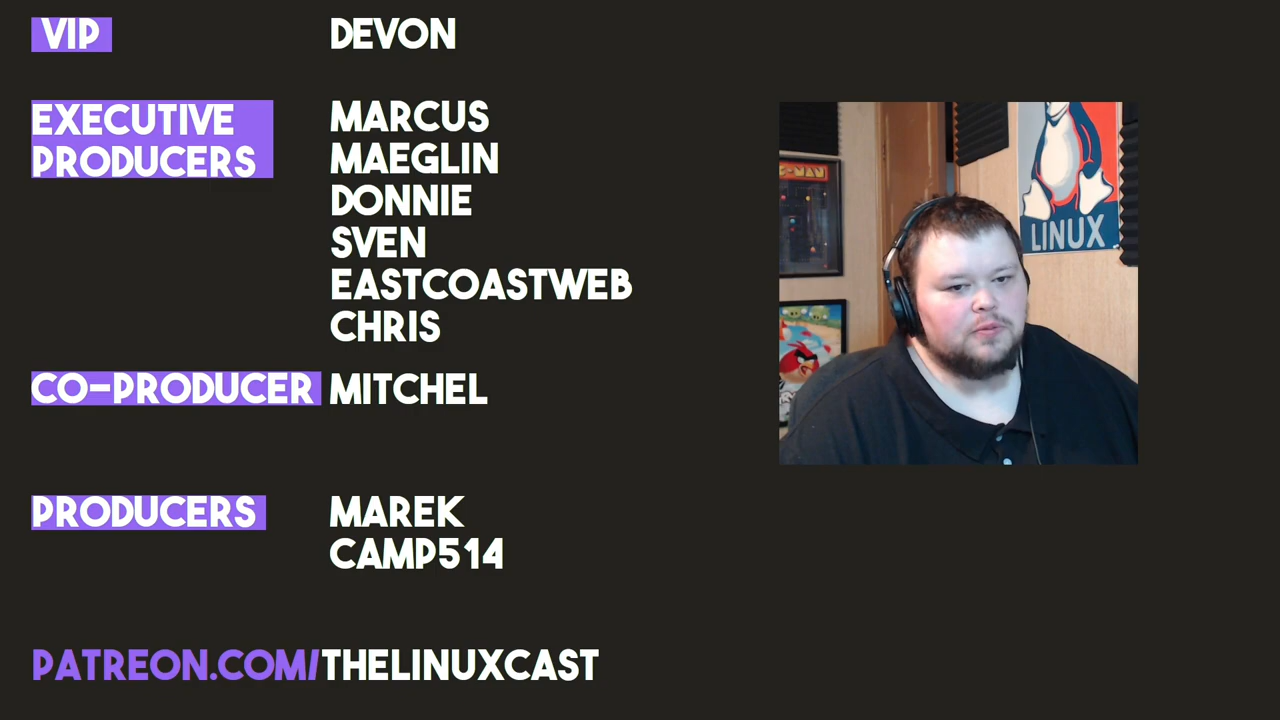 VIP DEVON
EXECUTIVE PRODUCERS
MARCUS
MAEGLIN
DONNIE
SVEN
EASTCOASTWEB
CHRIS
CO-PRODUCER MITCHEL
PRODUCERS MAREK
CAMP514
PATREON.COM/THELINUXCAST
LINUX